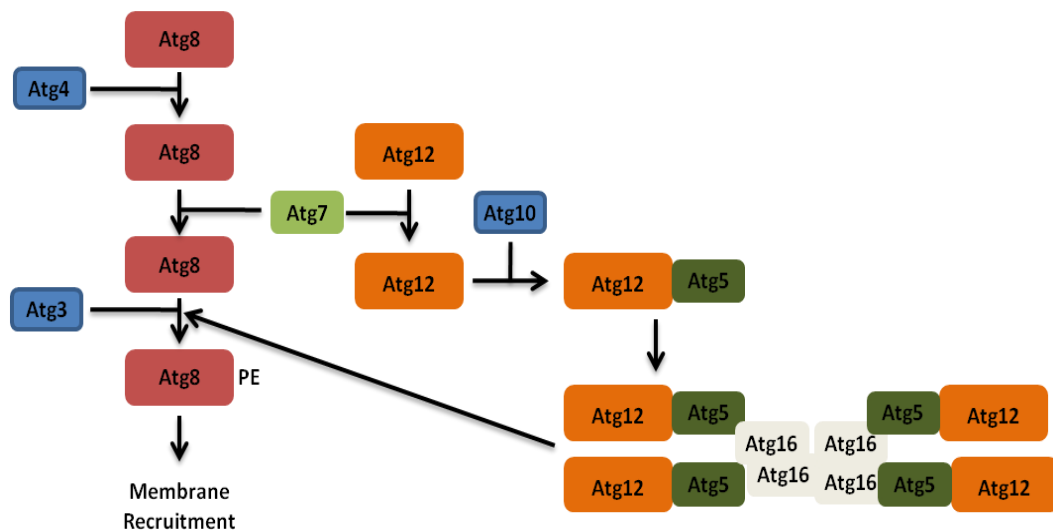 Atg8
Atg4
Atg8
Atg12
Atg7
Atg10
Atg8
Atg12
Atg12 Atg5
Atg3
Atg8 PE
Atg12 Atg5
Atg5 Atg12
Atg16 Atg16
Atg16 Atg16
Atg12 Atg5
Atg5 Atg12
Membrane
Recruitment